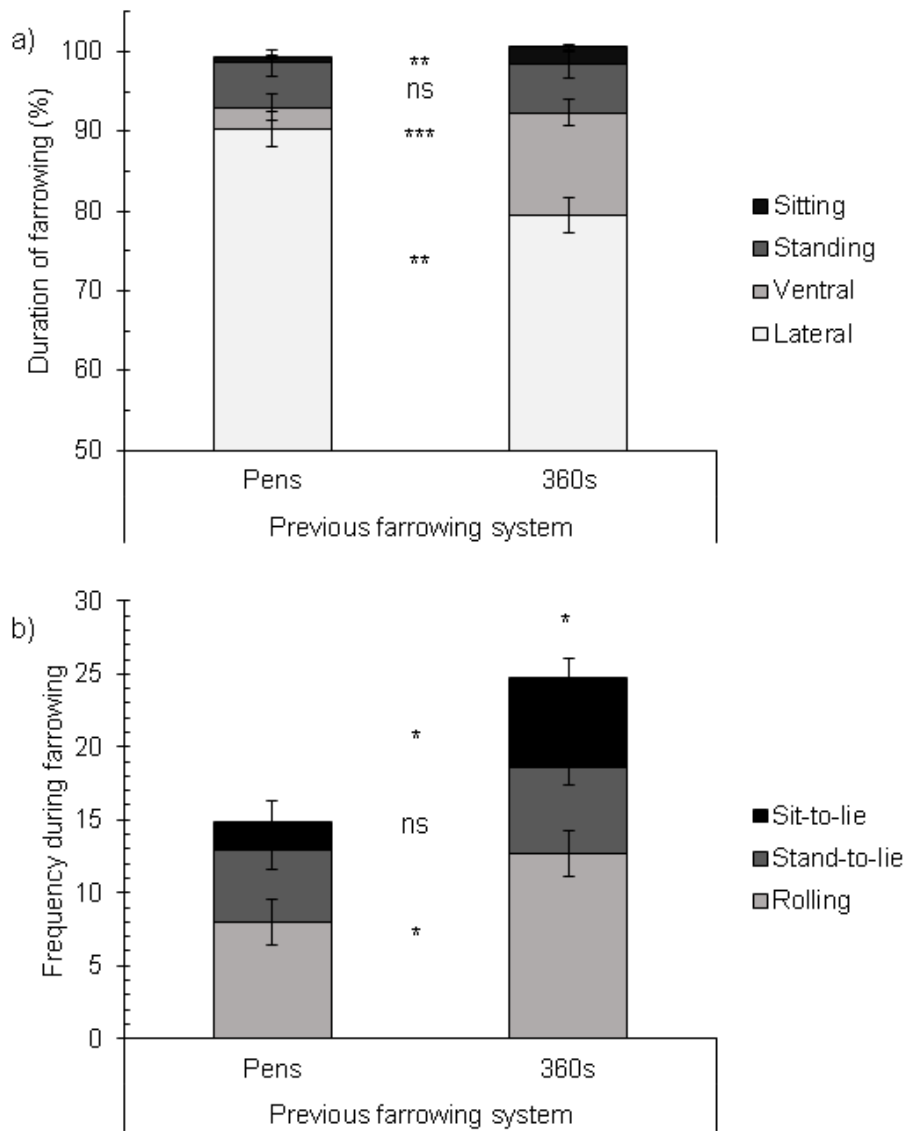 a)
Duration of farrowing (%)
100
90
80
70
60
50
**
ns
***
**
Sitting
Standing
Ventral
Lateral
Pens
360s
Previous farrowing system
b)
Frequency during farrowing
30
25
20
15
10
5
0
*
*
ns
*
Sit-to-lie
Stand-to-lie
Rolling
Pens
360s
Previous farrowing system